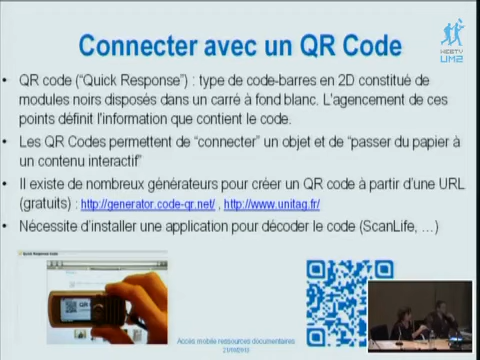 WEBTV
UM2
Connecter avec un QR Code
• QR code ("Quick Response") : type de code-barres en 2D constitué de
modules noirs disposés dans un carré à fond blanc. L'agencement de ces
points définit l'information que contient le code.
• Les QR Codes permettent de "connecter" un objet et de "passer du papier à
un contenu interactif"
• Il existe de nombreux générateurs pour créer un QR code à partir d'une URL
(gratuits) : http://generator.code-qr.net/ , http://www.unitag.fr/
• Nécessite d'installer une application pour décoder le code (ScanLife, …)
Quick Response Code
Accès mobile ressources documentaires